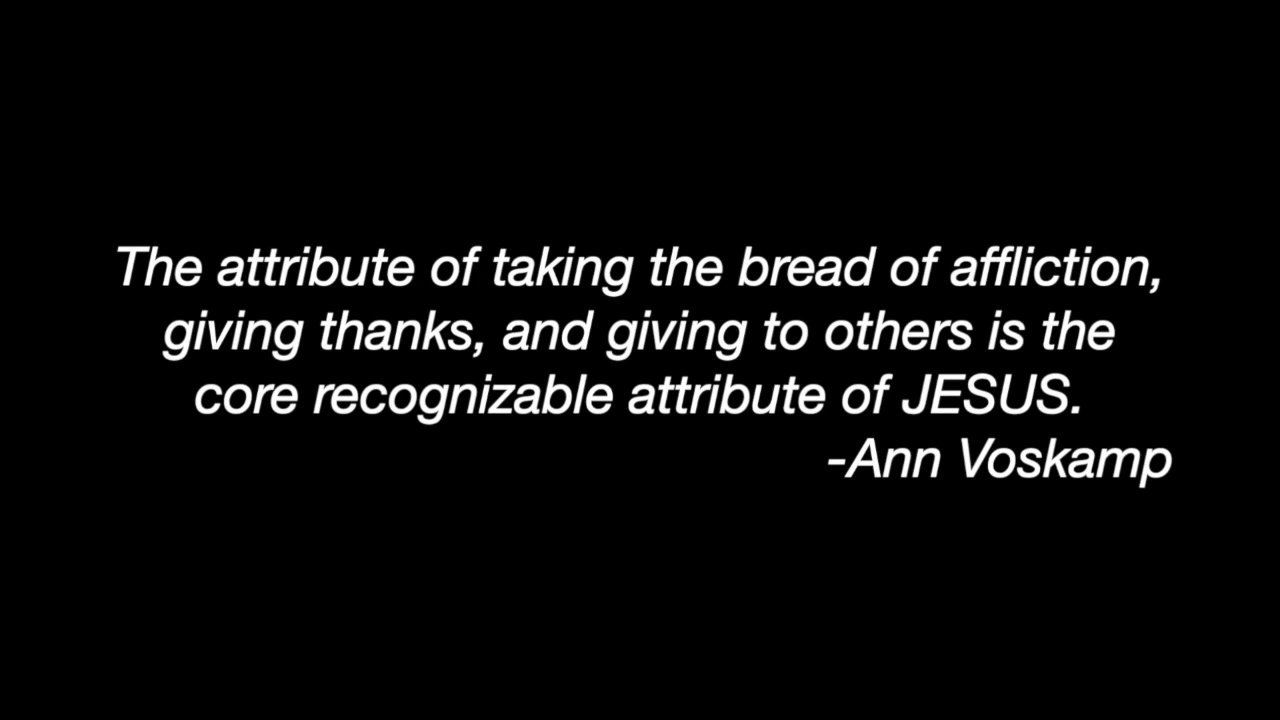 The attribute of taking the bread of affliction,
giving thanks, and giving to others is the
core recognizable attribute of JESUS.
-Ann Voskamp